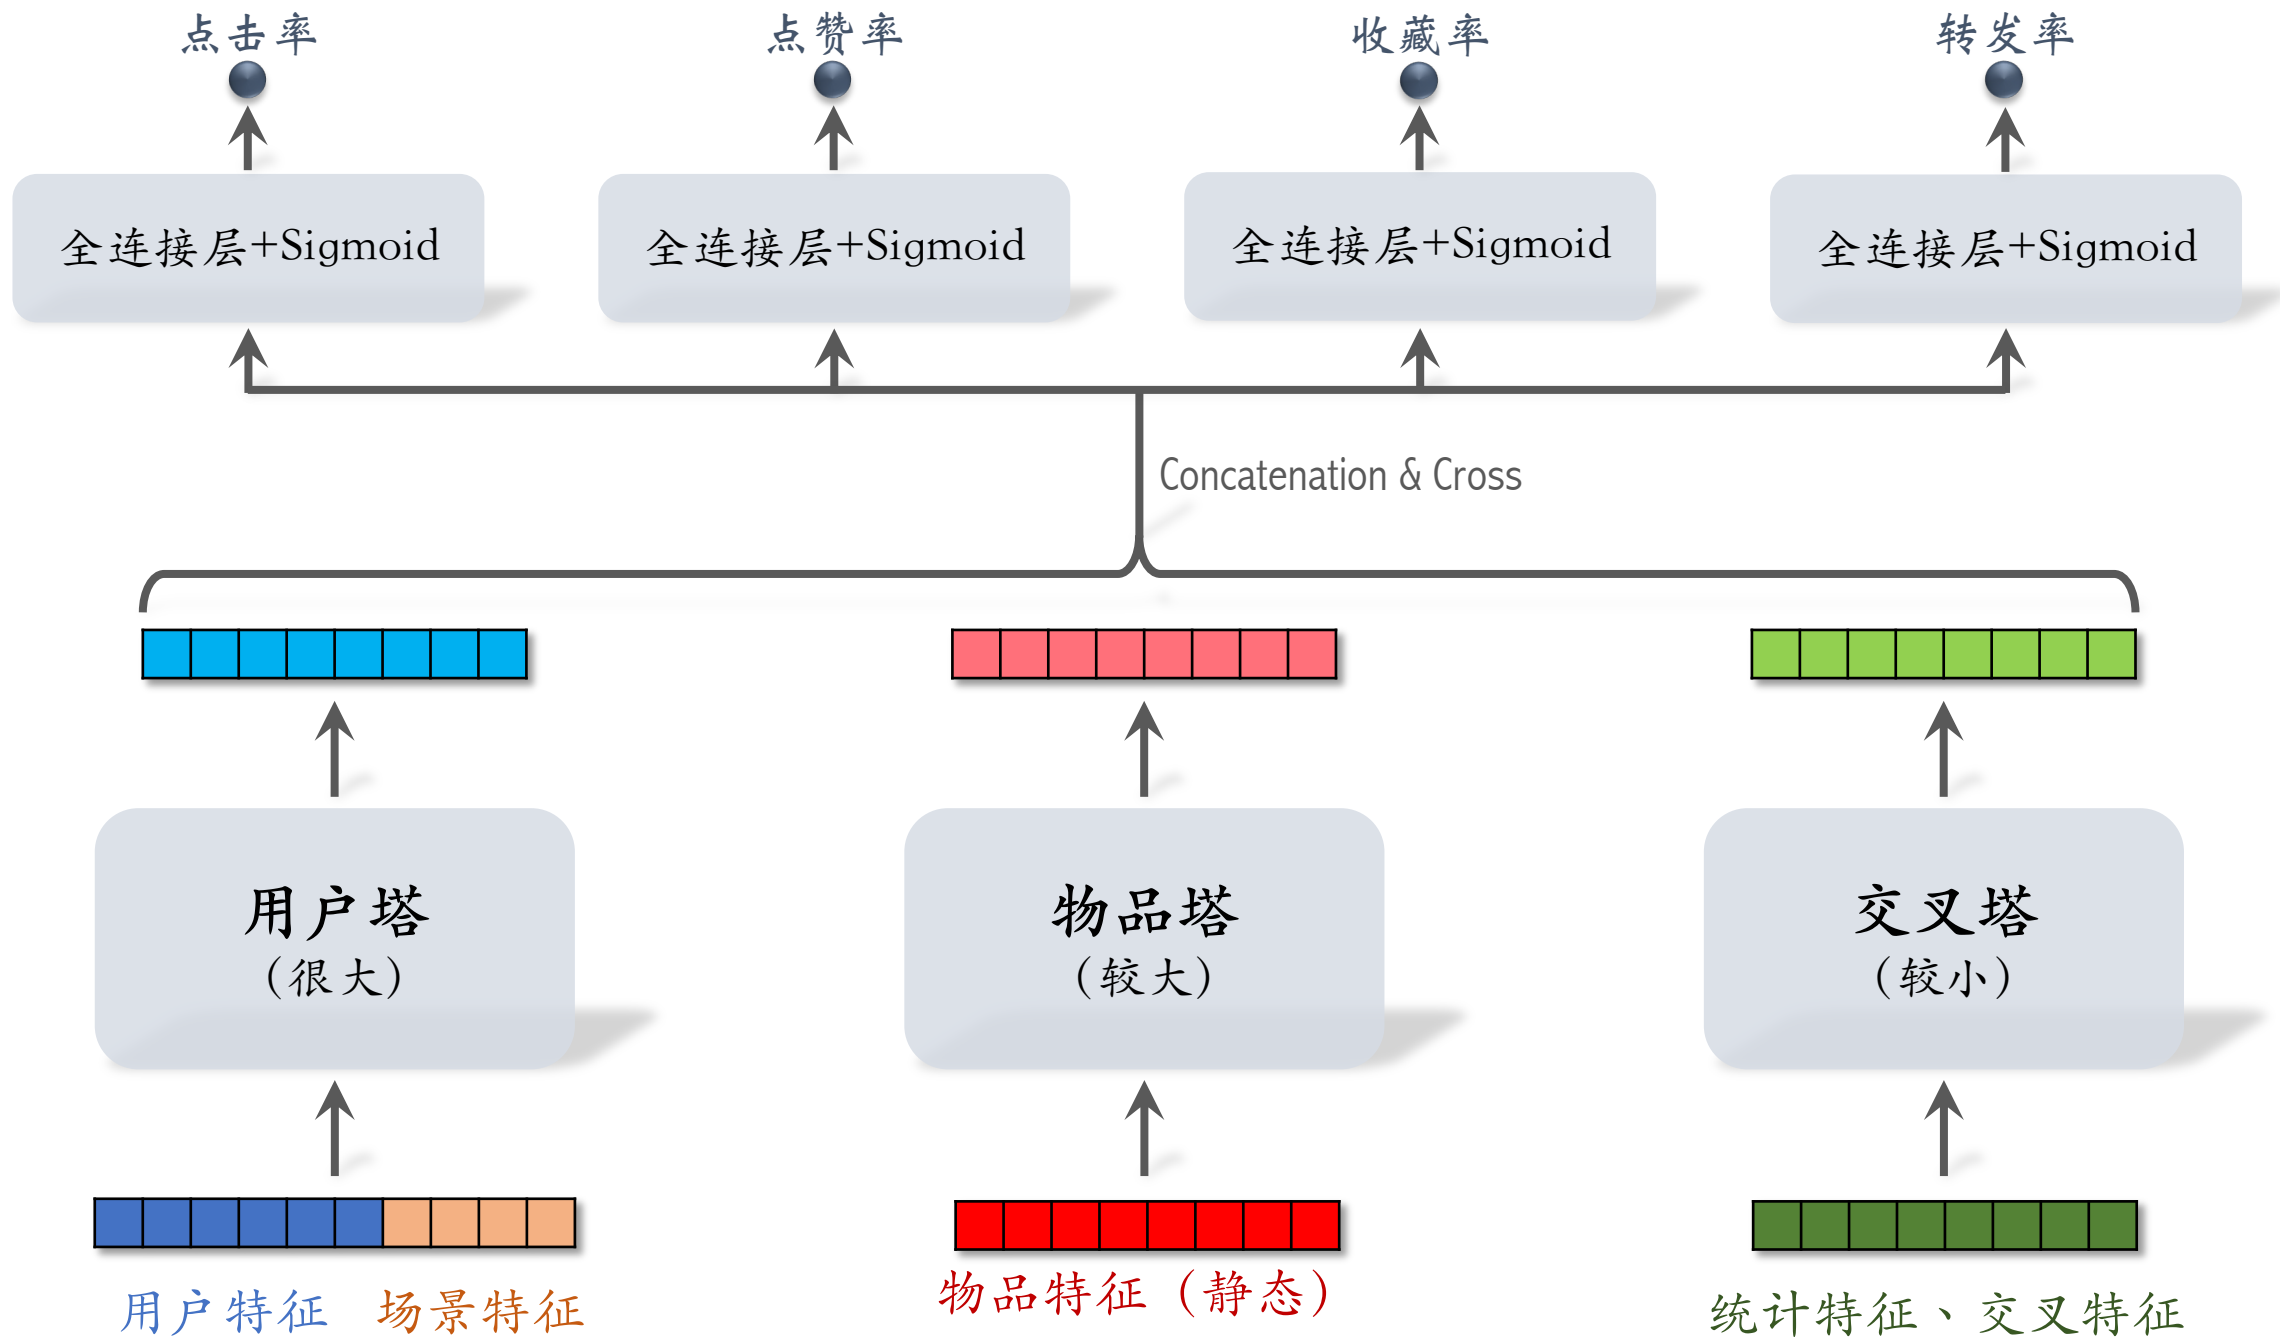 点击率
点赞率
收藏率
转发率
全连接层+Sigmoid
全连接层+Sigmoid
全连接层+Sigmoid
全连接层+Sigmoid
Concatenation & Cross
用户塔
(很大)
物品塔
(较大)
交叉塔
(较小)
用户特征
场景特征
物品特征（静态）
统计特征、交叉特征